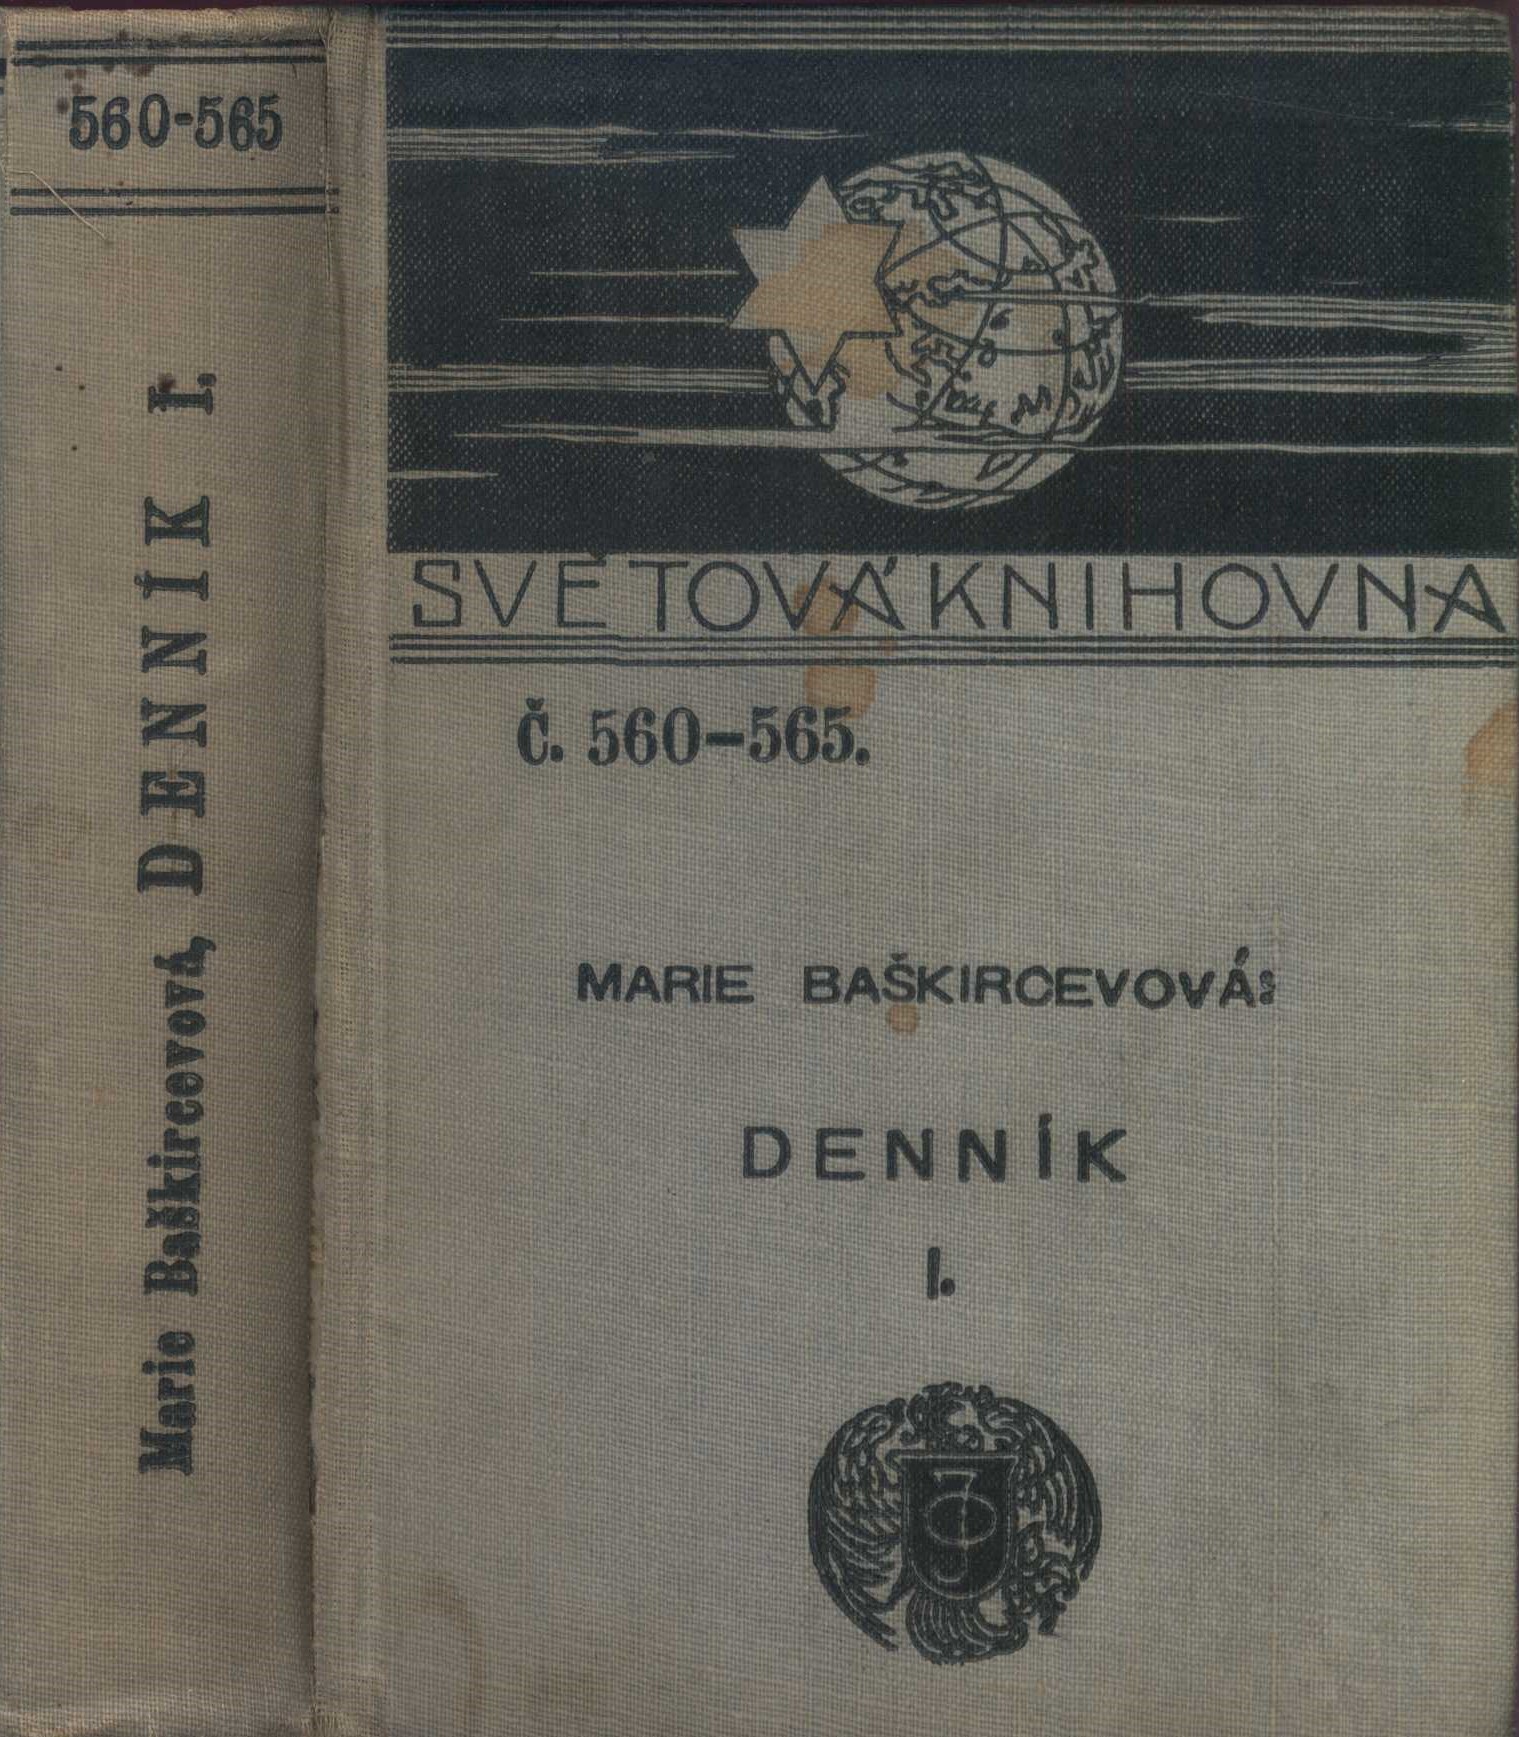 560-565
Marie Baškircevová, DENNÍK I.
SVĚTOVÁ KNIHOVNA
Č. 560-565.
MARIE BAŠKIRCEVOVÁ:
DENNÍK
I.